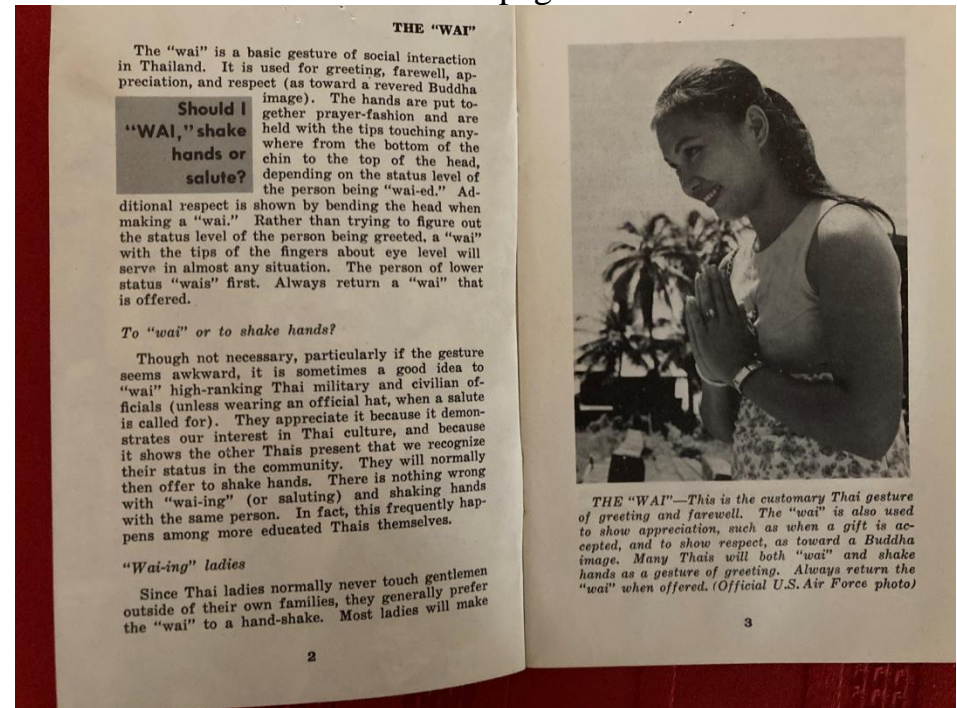 THE "WAI"
The "wai" is a basic gesture of social interaction
in Thailand. It is used for greeting, farewell, ap-
preciation, and respect (as toward a revered Buddha
image). The hands are put to-
gether prayer-fashion and are
held with the tips touching any-
where from the bottom of the
chin to the top of the head,
depending on the status level of
the person being "wai-ed." Ad-
Should I
"WAI," shake
hands or
salute?
ditional respect is shown by bending the head when
making a "wai." Rather than trying to figure out
the status level of the person being greeted, a "wai"
with the tips of the fingers about eye level will
serve in almost any situation. The person of lower
status "wais" first. Always return a "wai" that
is offered.
To "wai" or to shake hands?
Though not necessary, particularly if the gesture
seems awkward, it is sometimes a good idea to
"wai" high-ranking Thai military and civilian of-
ficials (unless wearing an official hat, when a salute
is called for). They appreciate it because it demon-
strates our interest in Thai culture, and because
it shows the other Thais present that we recognize
their status in the community. They will normally
then offer to shake hands. There is nothing wrong
with "wai-ing" (or saluting) and shaking hands
with the same person. In fact, this frequently hap-
pens among more educated Thais themselves.
"Wai-ing" ladies
Since Thai ladies normally never touch gentlemen
outside of their own families, they generally prefer
the "wai" to a hand-shake. Most ladies will make
2
THE "WAI"—This is the customary Thai gesture
of greeting and farewell. The "wai" is also used
to show appreciation, such as when a gift is ac-
cepted, and to show respect, as toward a Buddha
image. Many Thais will both "wai" and shake
hands as a gesture of greeting. Always return the
"wai" when offered. (Official U.S. Air Force photo)
3